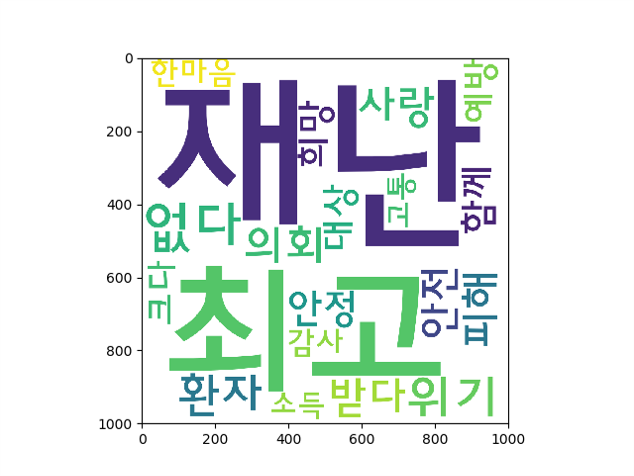 0
200
400
600
800
1000
한마음
재난
희망
사랑
예방
함께
고통
대상
없다
의회
크다
최고
안정
감사
안전
피해
환자
소득
받다
위기
0
200
400
600
800
1000